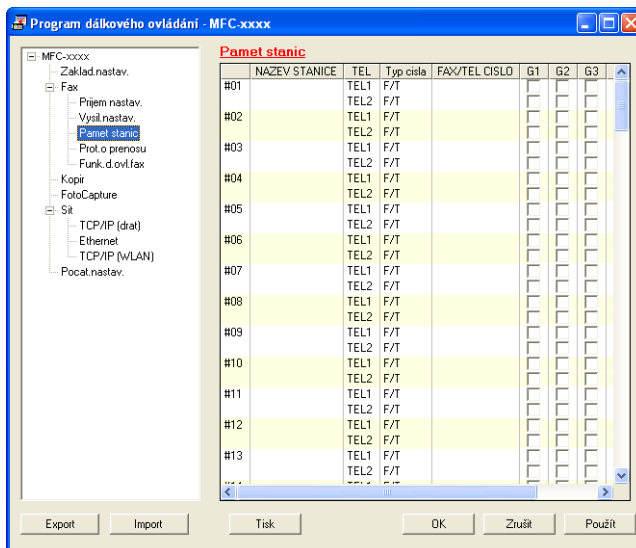 Program dálkového ovládání - MFC-xxxx
MFC-xxxx
Zaklad.nastav.
Fax
Prijem nastav.
Vysil.nastav.
Pamet stanic
Prot.o prenosu
Funk.d.ovl.fax
Kopir
FotoCapture
Sit
TCP/IP (drat)
Ethernet
TCP/IP (WLAN)
Pocat.nastav.
Pamet stanic
NAZEV STANICE TEL Typ cisla FAX/TEL CISLO G1 G2 G3
#01 TEL1 F/T
TEL2 F/T
#02 TEL1 F/T
TEL2 F/T
#03 TEL1 F/T
TEL2 F/T
#04 TEL1 F/T
TEL2 F/T
#05 TEL1 F/T
TEL2 F/T
#06 TEL1 F/T
TEL2 F/T
#07 TEL1 F/T
TEL2 F/T
#08 TEL1 F/T
TEL2 F/T
#09 TEL1 F/T
TEL2 F/T
#10 TEL1 F/T
TEL2 F/T
#11 TEL1 F/T
TEL2 F/T
#12 TEL1 F/T
TEL2 F/T
#13 TEL1 F/T
TEL2 F/T
Export Import Tisk OK Zrušit Použít